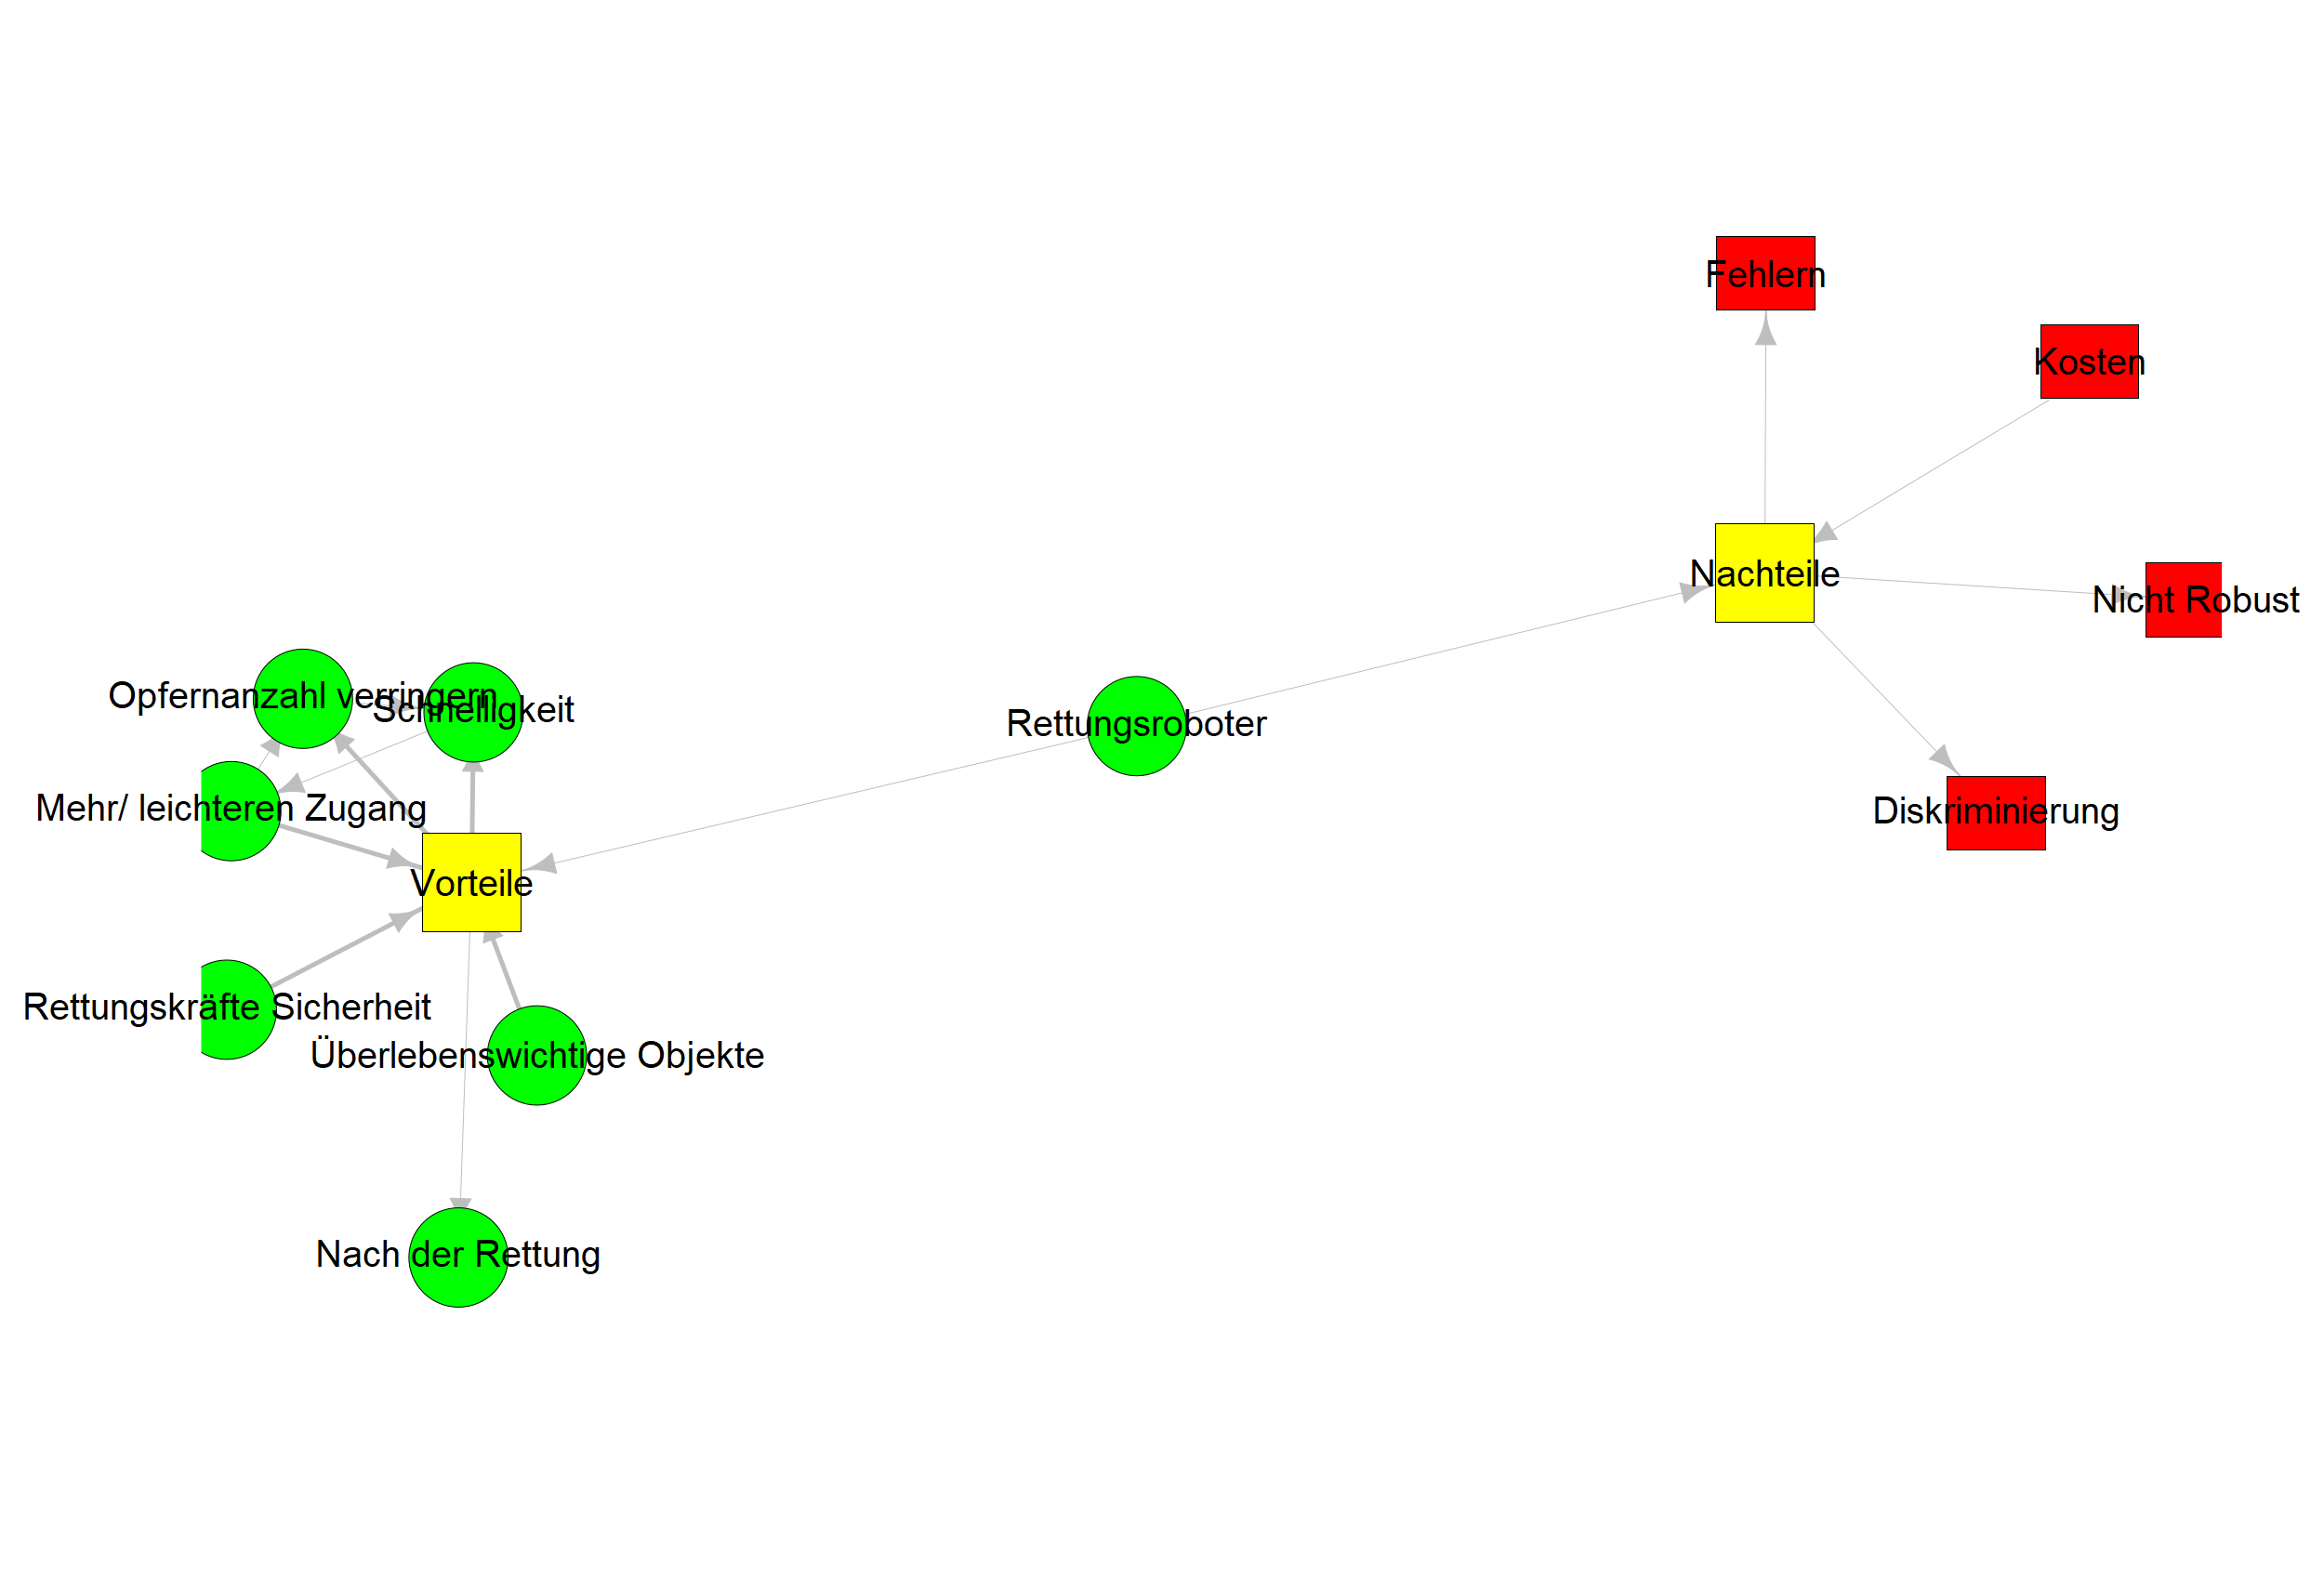 Fehlern
Kosten
Nachteile
Nicht Robust
Opfernanzahl verringern
Schnelligkeit
Rettungsroboter
Mehr/ leichteren Zugang
Diskriminierung
Vorteile
Rettungskräfte Sicherheit
Überlebenswichtige Objekte
Nach der Rettung